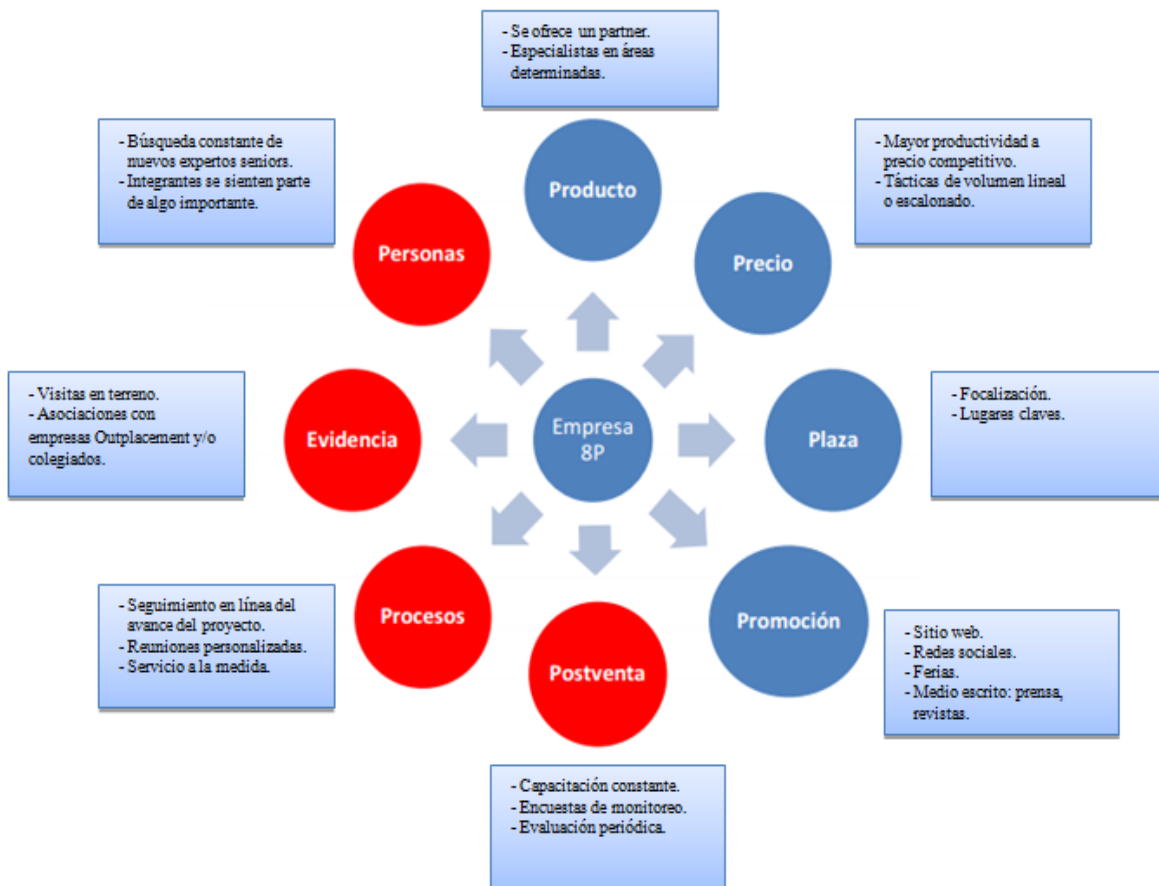 - Se ofrece un partner.
- Especialistas en áreas
determinadas.
Producto
- Mayor productividad a
precio competitivo.
- Tácticas de volumen lineal
o escalonado.
Precio
- Focalización.
- Lugares claves.
Plaza
- Sitio web.
- Redes sociales.
- Ferias.
- Medio escrito: prensa,
revistas.
Promoción
- Capacitación constante.
- Encuestas de monitoreo.
- Evaluación periódica.
Postventa
- Seguimiento en línea del
avance del proyecto.
- Reuniones personalizadas.
- Servicio a la medida.
Procesos
- Visitas en terreno.
- Asociaciones con
empresas Outplacement y/o
colegiados.
Evidencia
- Búsqueda constante de
nuevos expertos seniors.
- Integrantes se sienten parte
de algo importante.
Personas
Empresa
8P